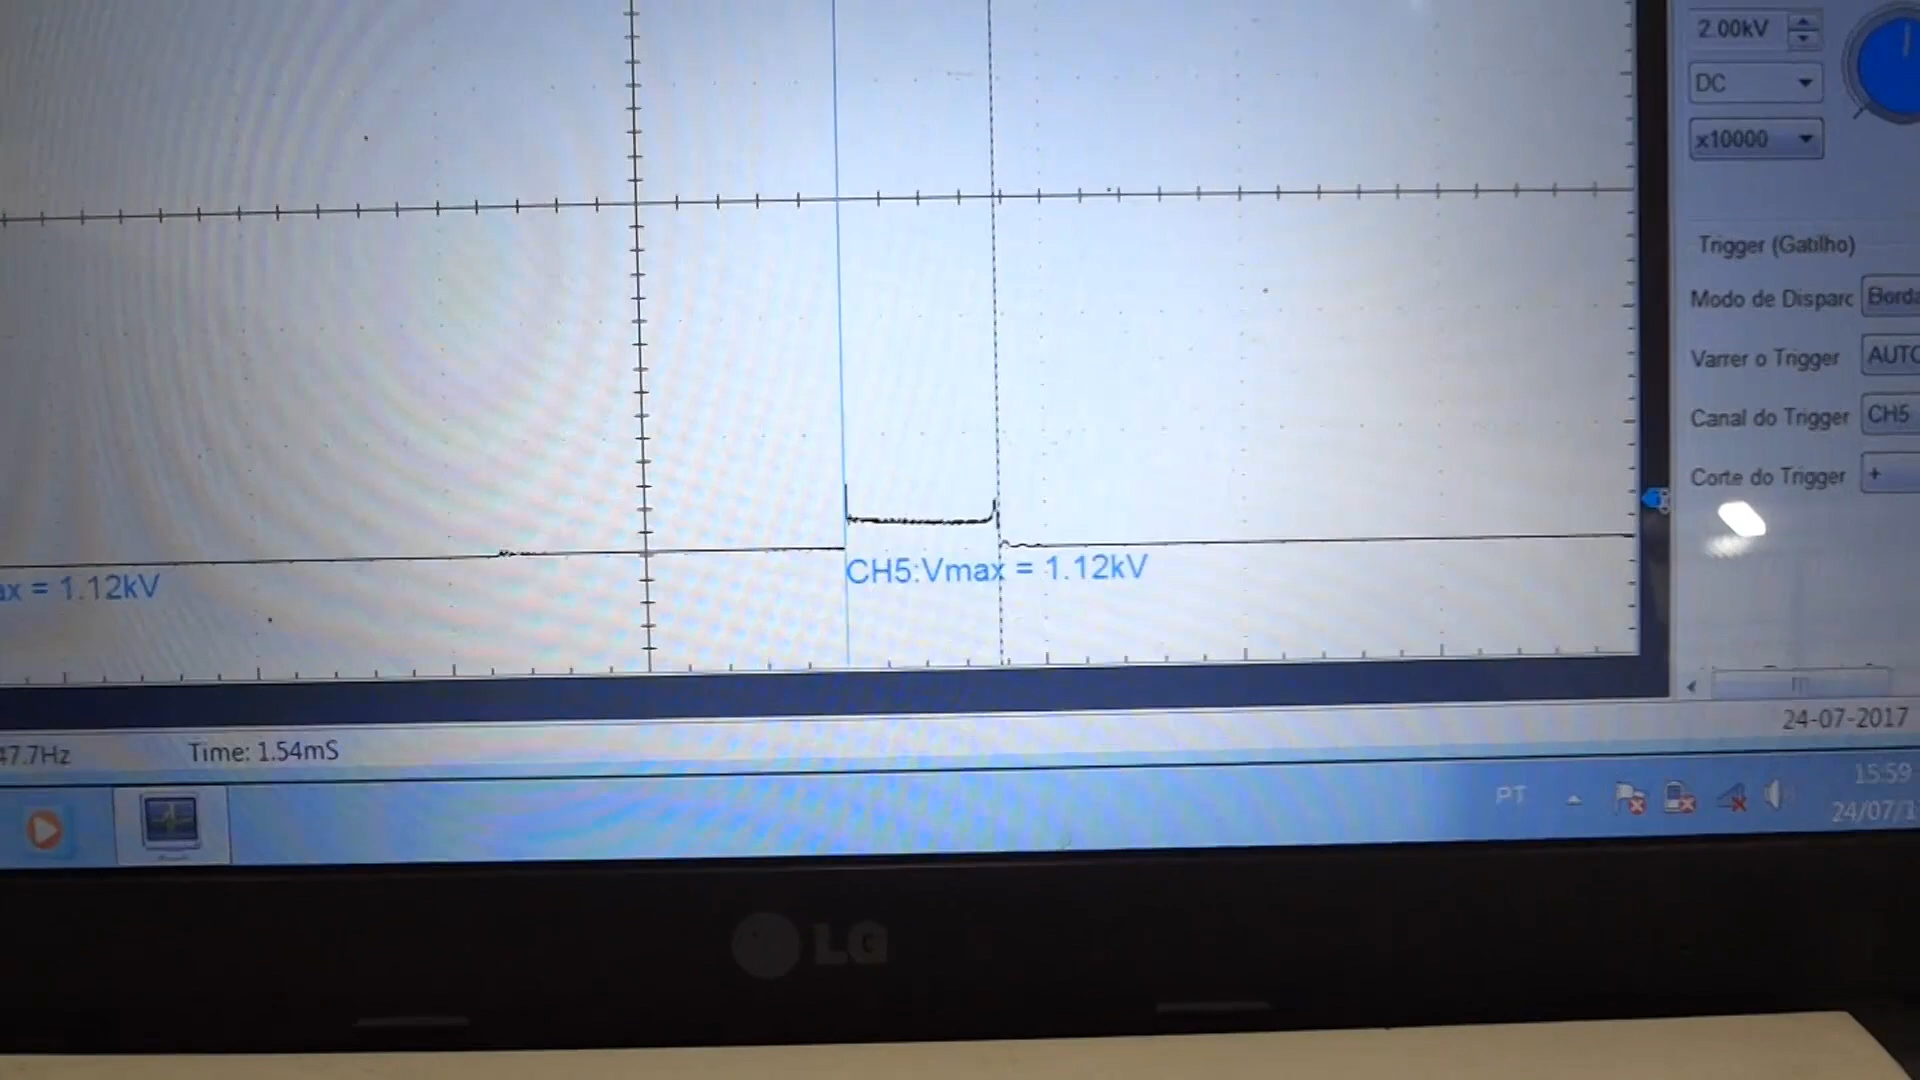 2.00kV
DC
x10000
Trigger (Gatilho)
Modo de Disparc Borda
Varrer o Trigger AUTO
Canal do Trigger CH5
Corte do Trigger +
ax = 1.12kV
CH5:Vmax = 1.12kV
24-07-2017
47.7Hz Time: 1.54mS
PT
15:59
24/07/1
LG